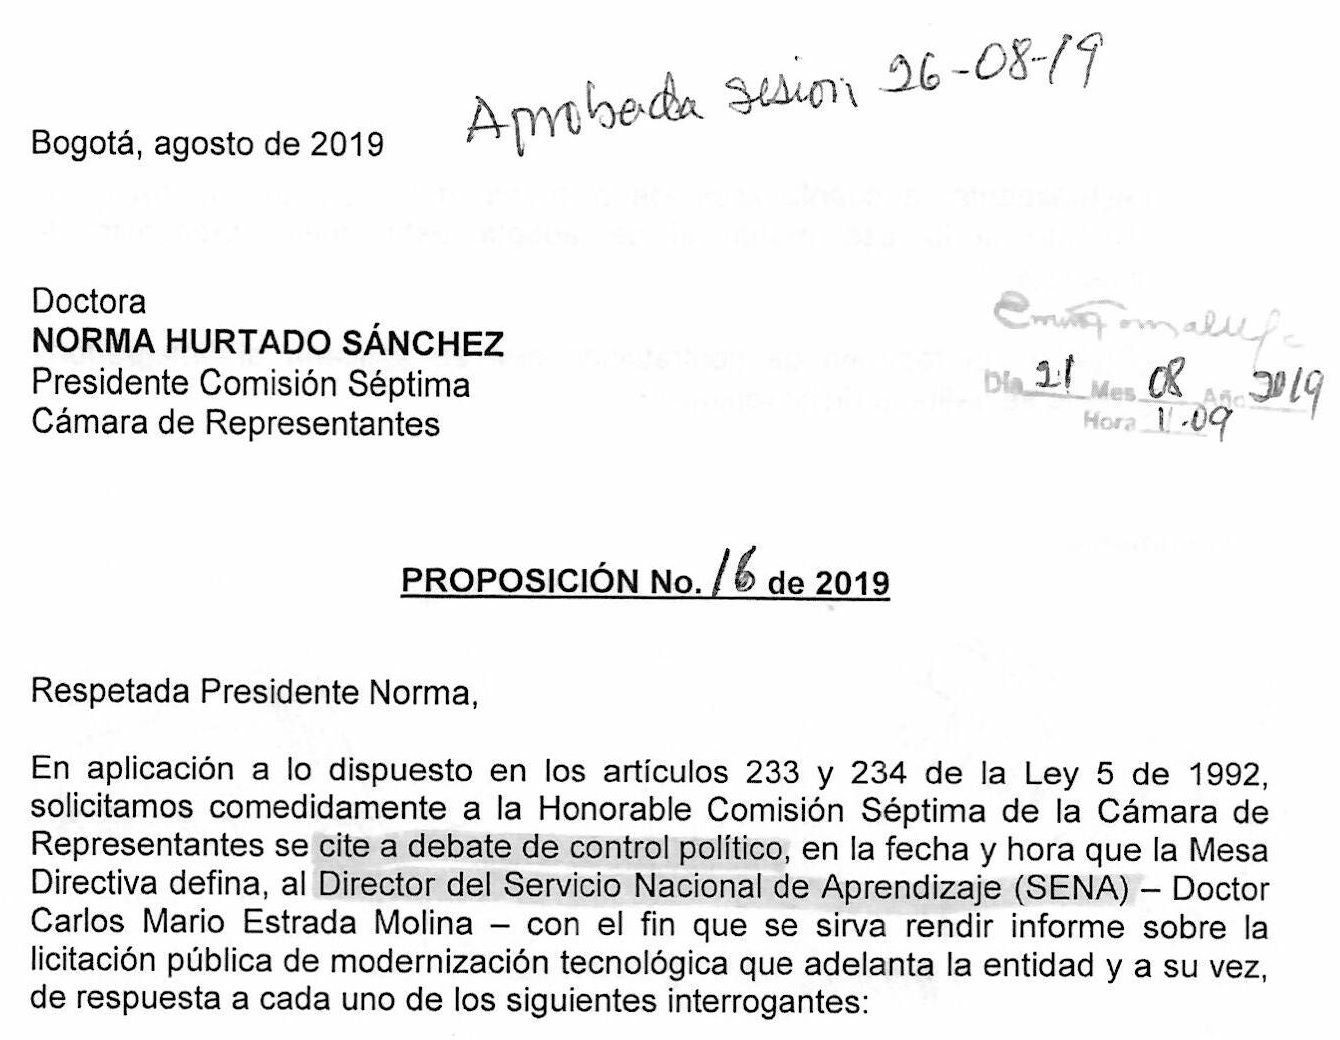 Aprobada sesion 26-08-19
Bogotá, agosto de 2019
Doctora
NORMA HURTADO SÁNCHEZ
Presidente Comisión Séptima
Cámara de Representantes
Día 21 Mes 08 Año 2019
Hora 11:09
PROPOSICIÓN No. 16 de 2019
Respetada Presidente Norma,
En aplicación a lo dispuesto en los artículos 233 y 234 de la Ley 5 de 1992,
solicitamos comedidamente a la Honorable Comisión Séptima de la Cámara de
Representantes se cite a debate de control político, en la fecha y hora que la Mesa
Directiva defina, al Director del Servicio Nacional de Aprendizaje (SENA) – Doctor
Carlos Mario Estrada Molina – con el fin que se sirva rendir informe sobre la
licitación pública de modernización tecnológica que adelanta la entidad y a su vez,
de respuesta a cada uno de los siguientes interrogantes: